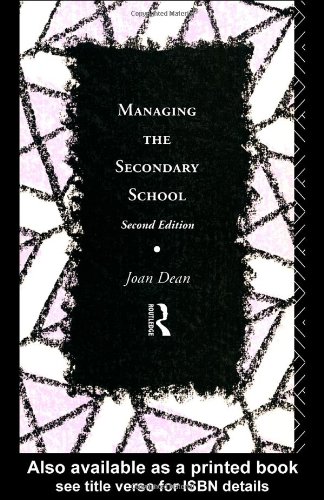 MANAGING
THE
SECONDARY
SCHOOL
Second Edition
Joan Dean
ROUTLEDGE
Also available as a printed book
see title verso for ISBN details